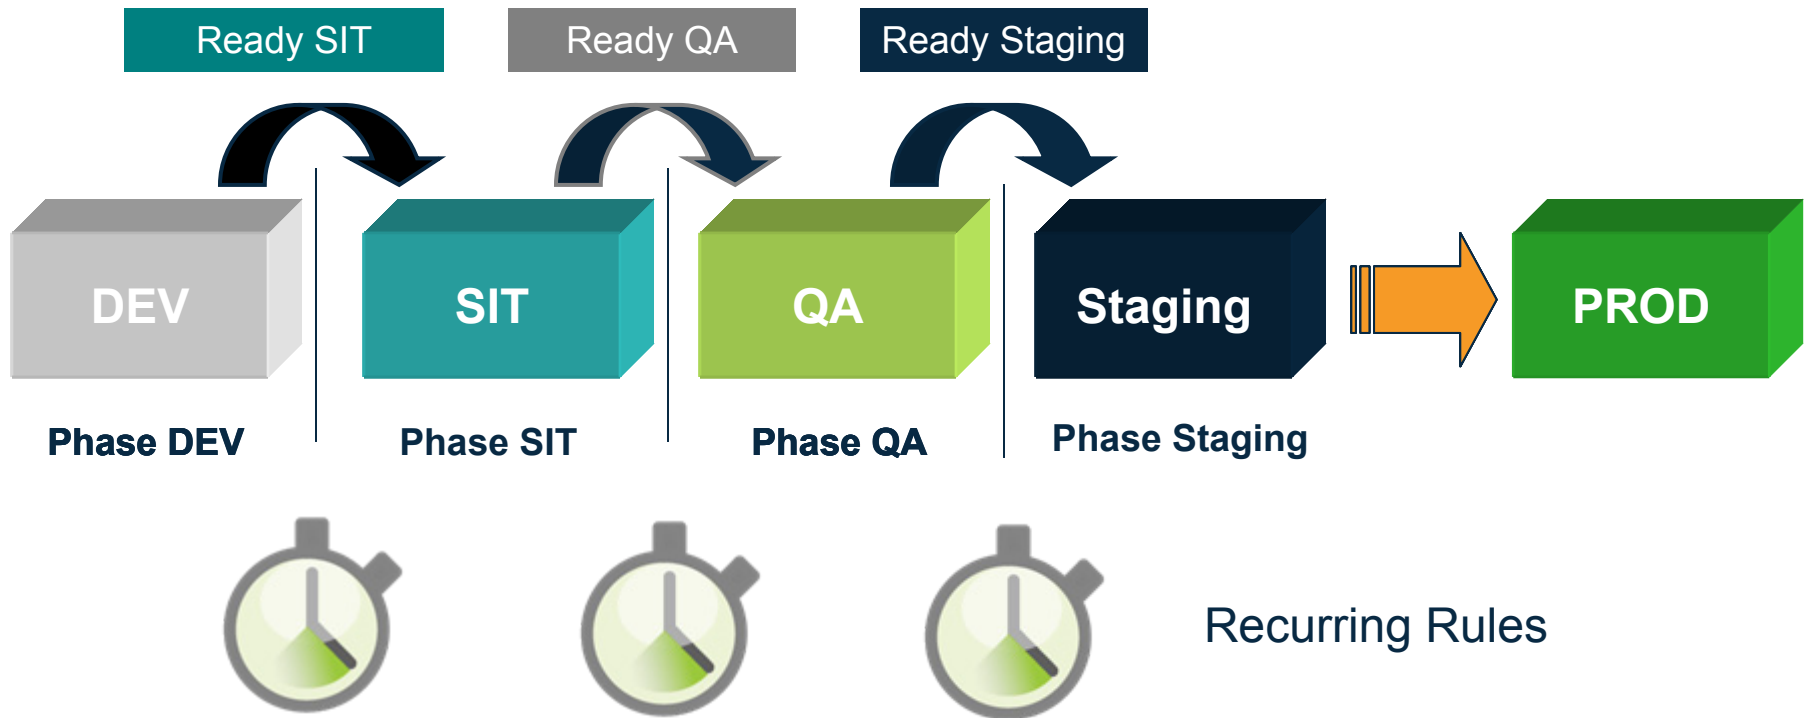 Ready SIT
Ready QA
Ready Staging
DEV
SIT
QA
Staging
PROD
Phase DEV
Phase SIT
Phase QA
Phase Staging
Recurring Rules